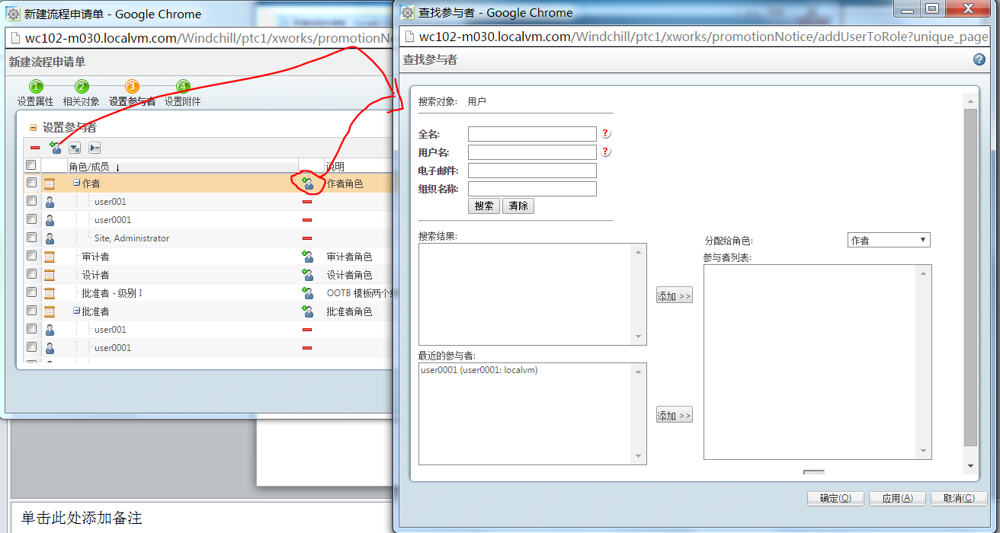 新建流程申请单 - Google Chrome
wc102-m030.localvm.com/Windchill/ptc1/xworks/promotionN
新建流程申请单
1 2 3 4
设置属性 相关对象 设置参与者 设置附件
设置参与者
角色/成员 ↓ 说明
作者 作者角色
user001
user0001
Site, Administrator
审计者 审计者角色
设计者 设计者角色
批准者 - 级别 I OOTB 模板两个
批准者 批准者角色
user001
user0001
单击此处添加备注
查找参与者 - Google Chrome
wc102-m030.localvm.com/Windchill/ptc1/xworks/promotionNotice/addUserToRole?unique_page
查找参与者
搜索对象: 用户
全名:
用户名:
电子邮件:
组织名称:
搜索 清除
搜索结果:
分配给角色: 作者
参与者列表:
添加 >>
最近的参与者:
user0001 (user0001: localvm)
添加 >>
确定(O) 应用(A) 取消(C)